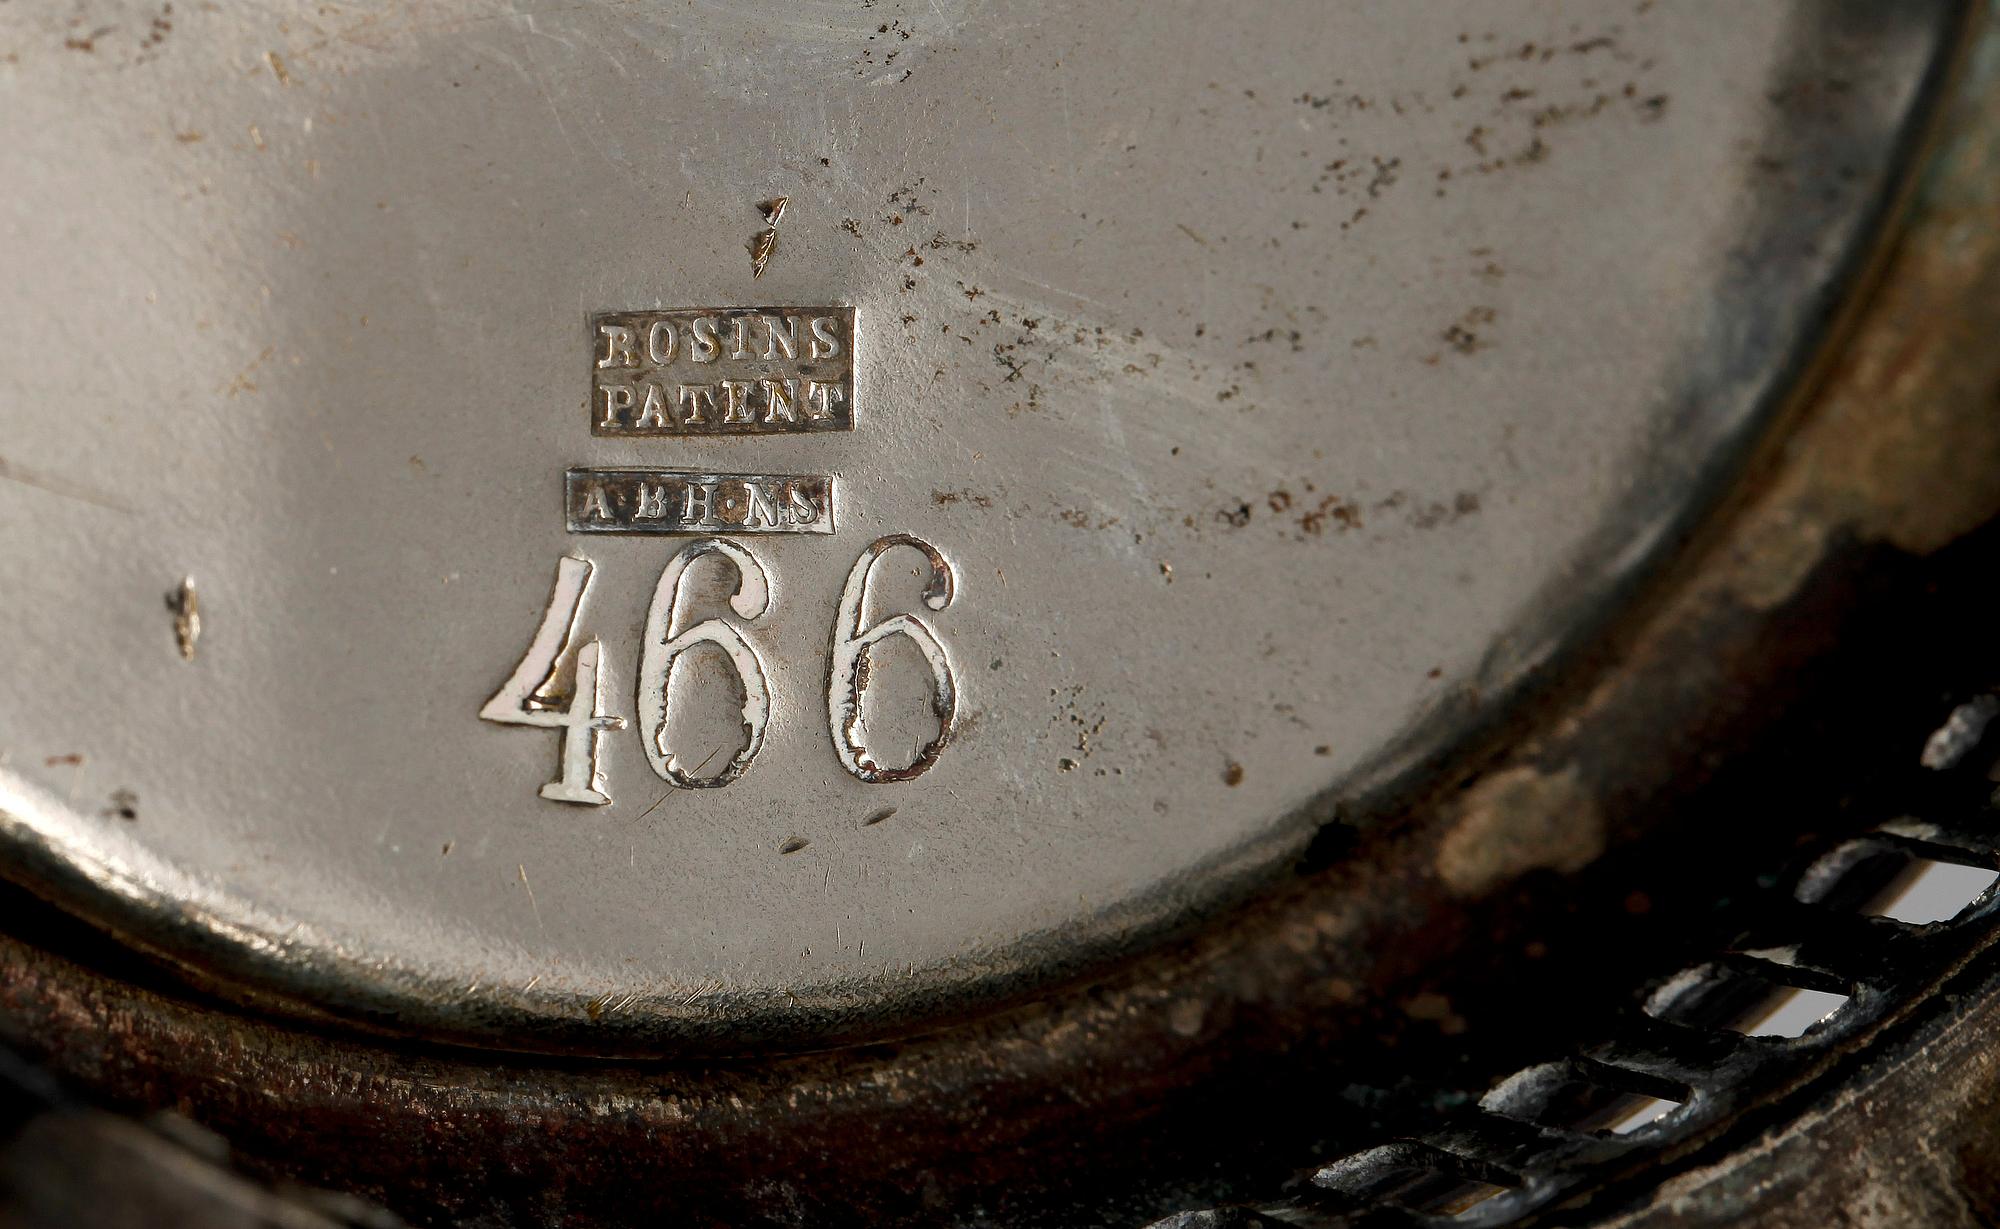 ROSINS
PATENT
A·B H·NS
466